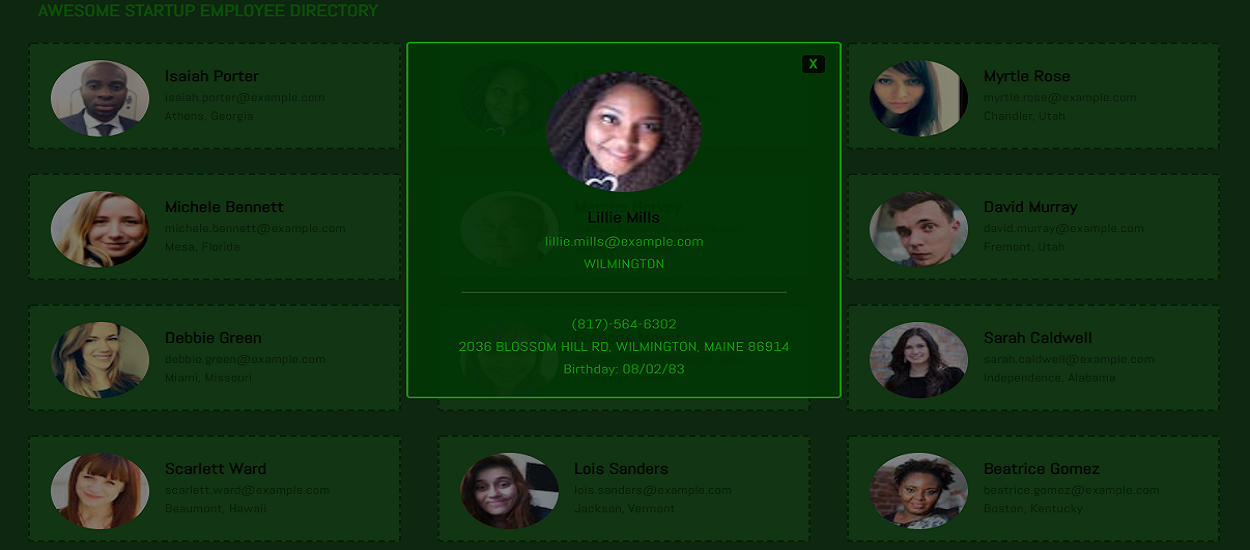 AWESOME STARTUP EMPLOYEE DIRECTORY
Isaiah Porter
isaiah.porter@example.com
Athens, Georgia
X
Lillie Mills
lillie.mills@example.com
WILMINGTON
(817)-564-6302
2036 BLOSSOM HILL RD, WILMINGTON, MAINE 86914
Birthday: 08/02/83
Myrtle Rose
myrtle.rose@example.com
Chandler, Utah
Michele Bennett
michele.bennett@example.com
Mesa, Florida
David Murray
david.murray@example.com
Fremont, Utah
Debbie Green
debbie.green@example.com
Miami, Missouri
Sarah Caldwell
sarah.caldwell@example.com
Independence, Alabama
Scarlett Ward
scarlett.ward@example.com
Beaumont, Hawaii
Lois Sanders
lois.sanders@example.com
Jackson, Vermont
Beatrice Gomez
beatrice.gomez@example.com
Boston, Kentucky